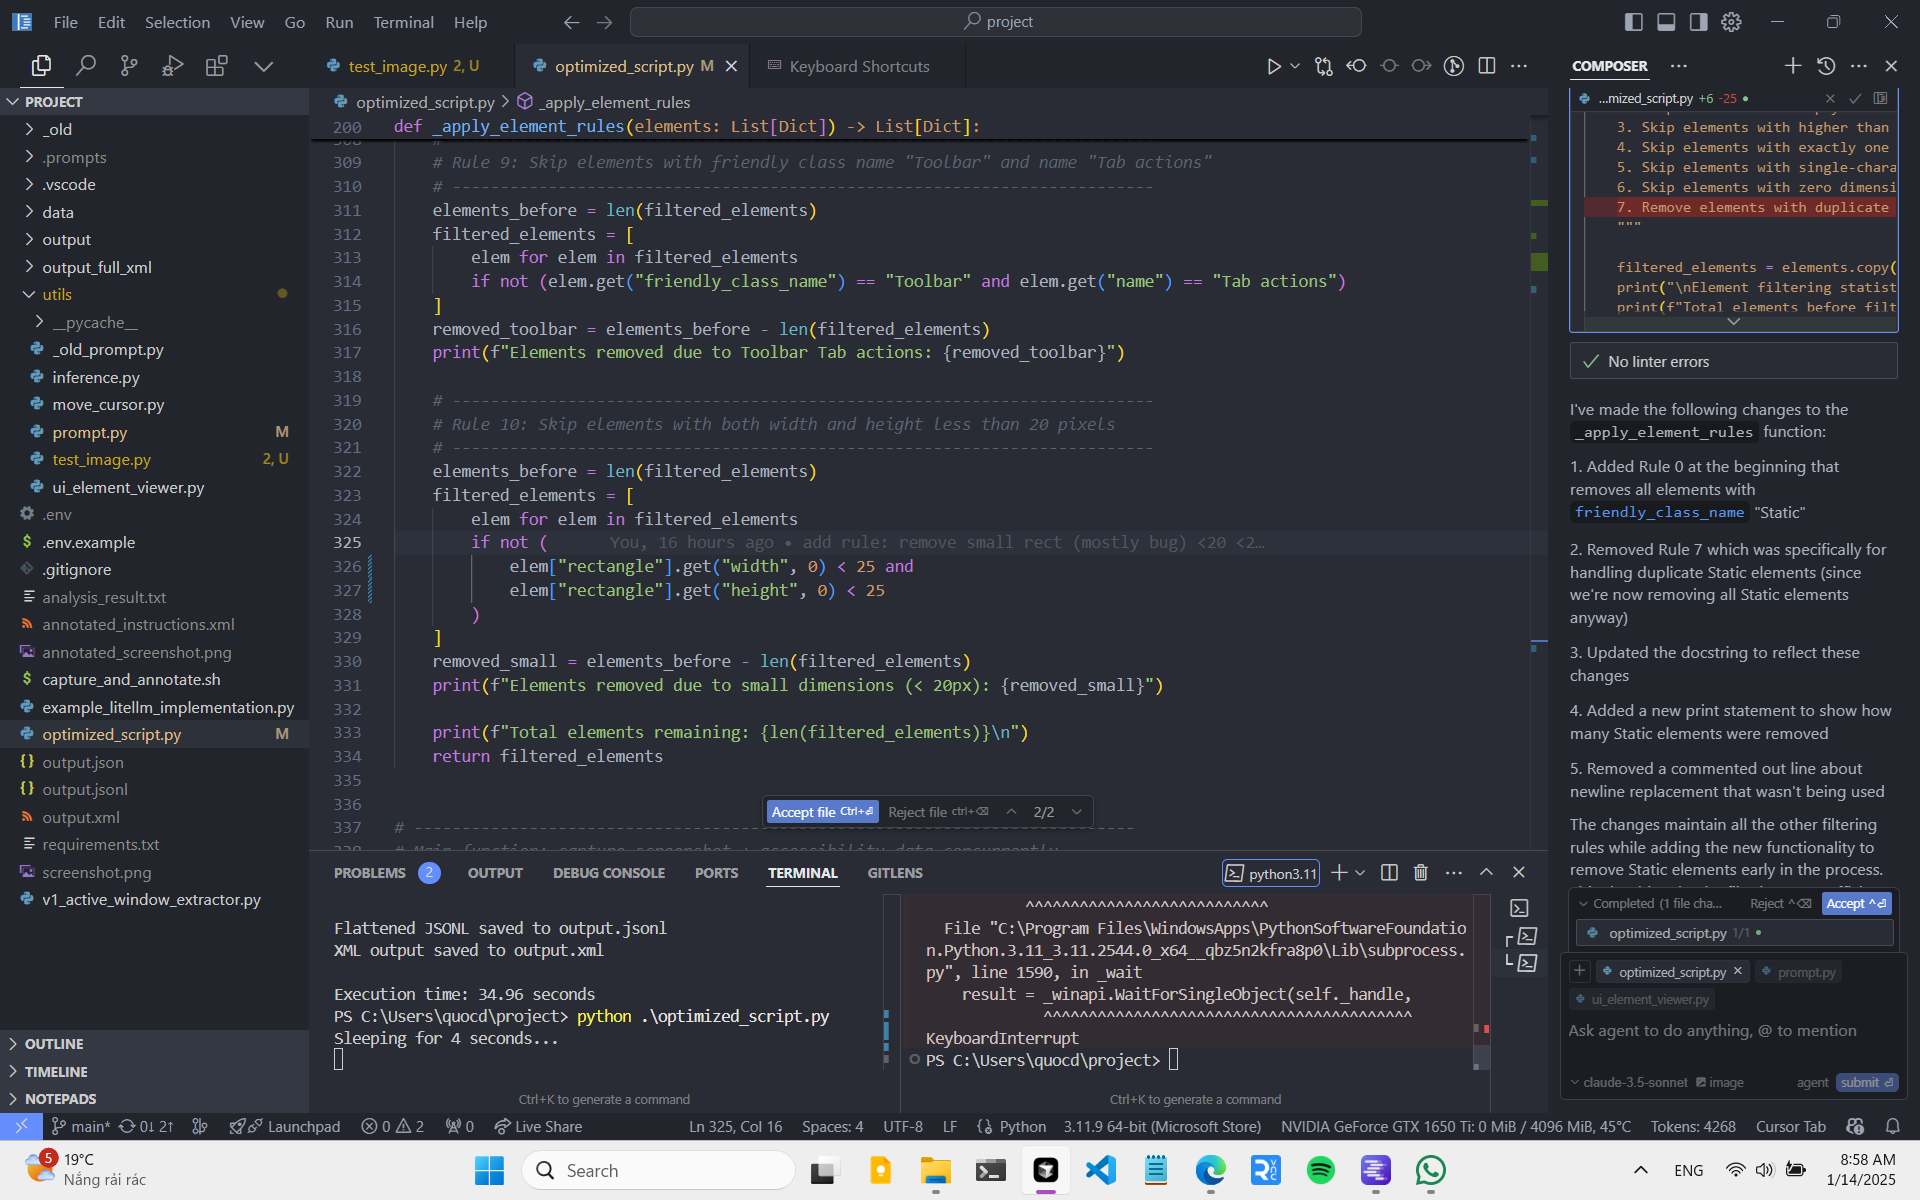 File Edit Selection View Go Run Terminal Help
project
PROJECT
_old
.prompts
.vscode
data
output
output_full_xml
utils
__pycache__
_old_prompt.py
inference.py
move_cursor.py
prompt.py M
test_image.py 2, U
ui_element_viewer.py
.env
.env.example
.gitignore
analysis_result.txt
annotated_instructions.xml
annotated_screenshot.png
capture_and_annotate.sh
example_litellm_implementation.py
optimized_script.py M
output.json
output.jsonl
output.xml
requirements.txt
screenshot.png
v1_active_window_extractor.py
OUTLINE
TIMELINE
NOTEPADS
test_image.py 2, U
optimized_script.py M
Keyboard Shortcuts
optimized_script.py > _apply_element_rules
200 def _apply_element_rules(elements: List[Dict]) -> List[Dict]:
308 #
309 # Rule 9: Skip elements with friendly class name "Toolbar" and name "Tab actions"
310 # -------------------------------------------------------------------------
311 elements_before = len(filtered_elements)
312 filtered_elements = [
313 elem for elem in filtered_elements
314 if not (elem.get("friendly_class_name") == "Toolbar" and elem.get("name") == "Tab actions")
315 ]
316 removed_toolbar = elements_before - len(filtered_elements)
317 print(f"Elements removed due to Toolbar Tab actions: {removed_toolbar}")
318
319 # -------------------------------------------------------------------------
320 # Rule 10: Skip elements with both width and height less than 20 pixels
321 # -------------------------------------------------------------------------
322 elements_before = len(filtered_elements)
323 filtered_elements = [
324 elem for elem in filtered_elements
325 if not ( You, 16 hours ago • add rule: remove small rect (mostly bug) <20 <2…
326 elem["rectangle"].get("width", 0) < 25 and
327 elem["rectangle"].get("height", 0) < 25
328 )
329 ]
330 removed_small = elements_before - len(filtered_elements)
331 print(f"Elements removed due to small dimensions (< 20px): {removed_small}")
332
333 print(f"Total elements remaining: {len(filtered_elements)}\n")
334 return filtered_elements
335
336
337 # ---------------------------------------------------------------------------
338 # Main function: capture screenshot + accessibility data concurrently
Accept file Ctrl+⏎ Reject file ctrl+⌫ 2/2
PROBLEMS 2 OUTPUT DEBUG CONSOLE PORTS TERMINAL GITLENS
python3.11
Flattened JSONL saved to output.jsonl
XML output saved to output.xml
Execution time: 34.96 seconds
PS C:\Users\quocd\project> python .\optimized_script.py
Sleeping for 4 seconds...
Ctrl+K to generate a command
^^^^^^^^^^^^^^^^^^^^^^^^^
File "C:\Program Files\WindowsApps\PythonSoftwareFoundatio
n.Python.3.11_3.11.2544.0_x64__qbz5n2kfra8p0\Lib\subprocess.
py", line 1590, in _wait
result = _winapi.WaitForSingleObject(self._handle,
^^^^^^^^^^^^^^^^^^^^^^^^^^^^^^^^^^^^^^
KeyboardInterrupt
PS C:\Users\quocd\project>
Ctrl+K to generate a command
COMPOSER
...mized_script.py +6 -25 •
3. Skip elements with higher than
4. Skip elements with exactly one
5. Skip elements with single-chara
6. Skip elements with zero dimensi
7. Remove elements with duplicate
"""
filtered_elements = elements.copy(
print("\nElement filtering statist
print(f"Total elements before filt
No linter errors
I've made the following changes to the
_apply_element_rules function:
1. Added Rule 0 at the beginning that
removes all elements with
friendly_class_name "Static"
2. Removed Rule 7 which was specifically for
handling duplicate Static elements (since
we're now removing all Static elements
anyway)
3. Updated the docstring to reflect these
changes
4. Added a new print statement to show how
many Static elements were removed
5. Removed a commented out line about
newline replacement that wasn't being used
The changes maintain all the other filtering
rules while adding the new functionality to
remove Static elements early in the process.
Completed (1 file cha... Reject ^⌫ Accept ^⏎
optimized_script.py 1/1 •
optimized_script.py prompt.py
ui_element_viewer.py
Ask agent to do anything, @ to mention
claude-3.5-sonnet image agent submit ⏎
main* 0↓ 2↑ Launchpad 0 2 0 Live Share
Ln 325, Col 16 Spaces: 4 UTF-8 LF Python 3.11.9 64-bit (Microsoft Store) NVIDIA GeForce GTX 1650 Ti: 0 MiB / 4096 MiB, 45°C Tokens: 4268 Cursor Tab
5
19°C
Nắng rải rác
Search
ENG
8:58 AM
1/14/2025